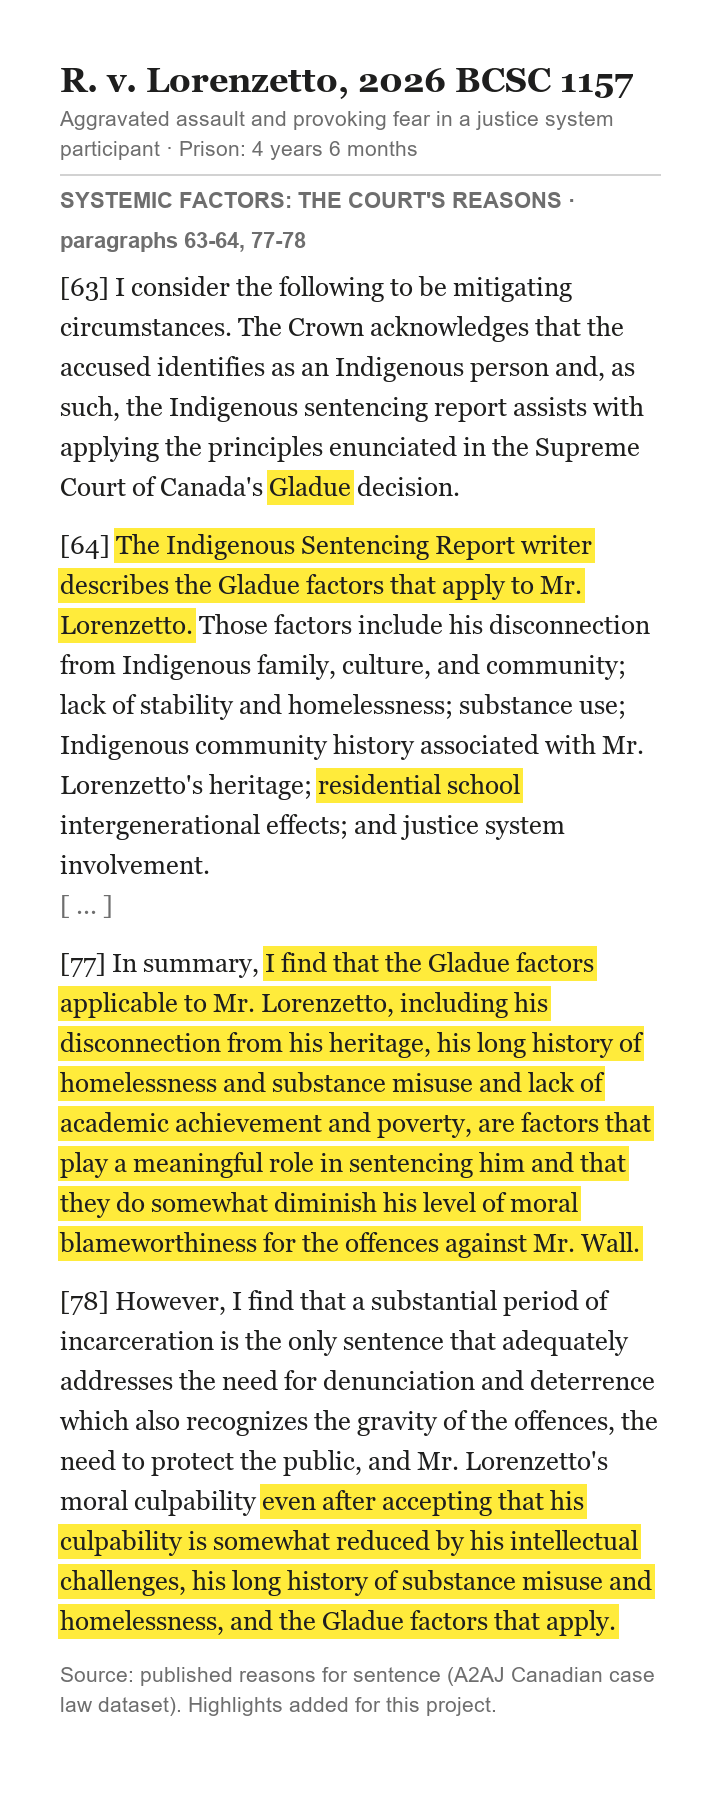 R. v. Lorenzetto, 2026 BCSC 1157
Aggravated assault and provoking fear in a justice system
participant · Prison: 4 years 6 months
SYSTEMIC FACTORS: THE COURT'S REASONS ·
paragraphs 63-64, 77-78
[63] I consider the following to be mitigating
circumstances. The Crown acknowledges that the
accused identifies as an Indigenous person and, as
such, the Indigenous sentencing report assists with
applying the principles enunciated in the Supreme
Court of Canada's Gladue decision.
[64] The Indigenous Sentencing Report writer
describes the Gladue factors that apply to Mr.
Lorenzetto. Those factors include his disconnection
from Indigenous family, culture, and community;
lack of stability and homelessness; substance use;
Indigenous community history associated with Mr.
Lorenzetto's heritage; residential school
intergenerational effects; and justice system
involvement.
[ ... ]
[77] In summary, I find that the Gladue factors
applicable to Mr. Lorenzetto, including his
disconnection from his heritage, his long history of
homelessness and substance misuse and lack of
academic achievement and poverty, are factors that
play a meaningful role in sentencing him and that
they do somewhat diminish his level of moral
blameworthiness for the offences against Mr. Wall.
[78] However, I find that a substantial period of
incarceration is the only sentence that adequately
addresses the need for denunciation and deterrence
which also recognizes the gravity of the offences, the
need to protect the public, and Mr. Lorenzetto's
moral culpability even after accepting that his
culpability is somewhat reduced by his intellectual
challenges, his long history of substance misuse and
homelessness, and the Gladue factors that apply.
Source: published reasons for sentence (A2AJ Canadian case
law dataset). Highlights added for this project.